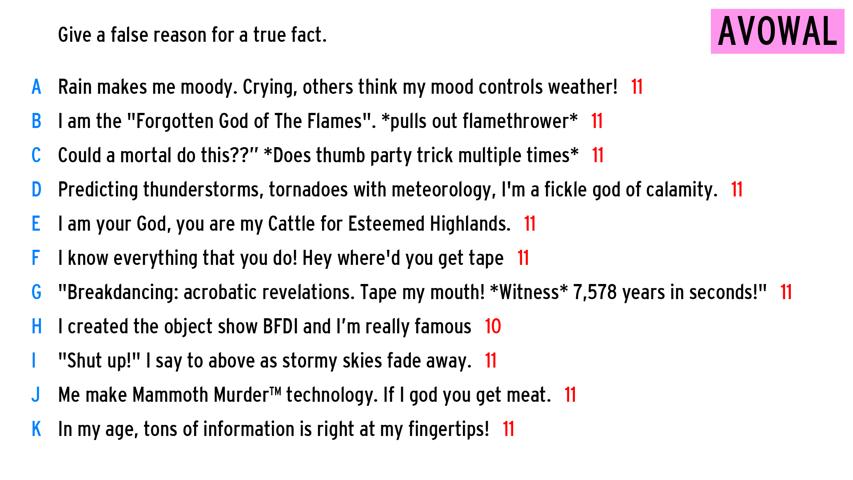 Give a false reason for a true fact.
AVOWAL
A Rain makes me moody. Crying, others think my mood controls weather! 11
B I am the "Forgotten God of The Flames". *pulls out flamethrower* 11
C Could a mortal do this??” *Does thumb party trick multiple times* 11
D Predicting thunderstorms, tornadoes with meteorology, I'm a fickle god of calamity. 11
E I am your God, you are my Cattle for Esteemed Highlands. 11
F I know everything that you do! Hey where'd you get tape 11
G "Breakdancing: acrobatic revelations. Tape my mouth! *Witness* 7,578 years in seconds!" 11
H I created the object show BFDI and I’m really famous 10
I "Shut up!" I say to above as stormy skies fade away. 11
J Me make Mammoth Murder™ technology. If I god you get meat. 11
K In my age, tons of information is right at my fingertips! 11